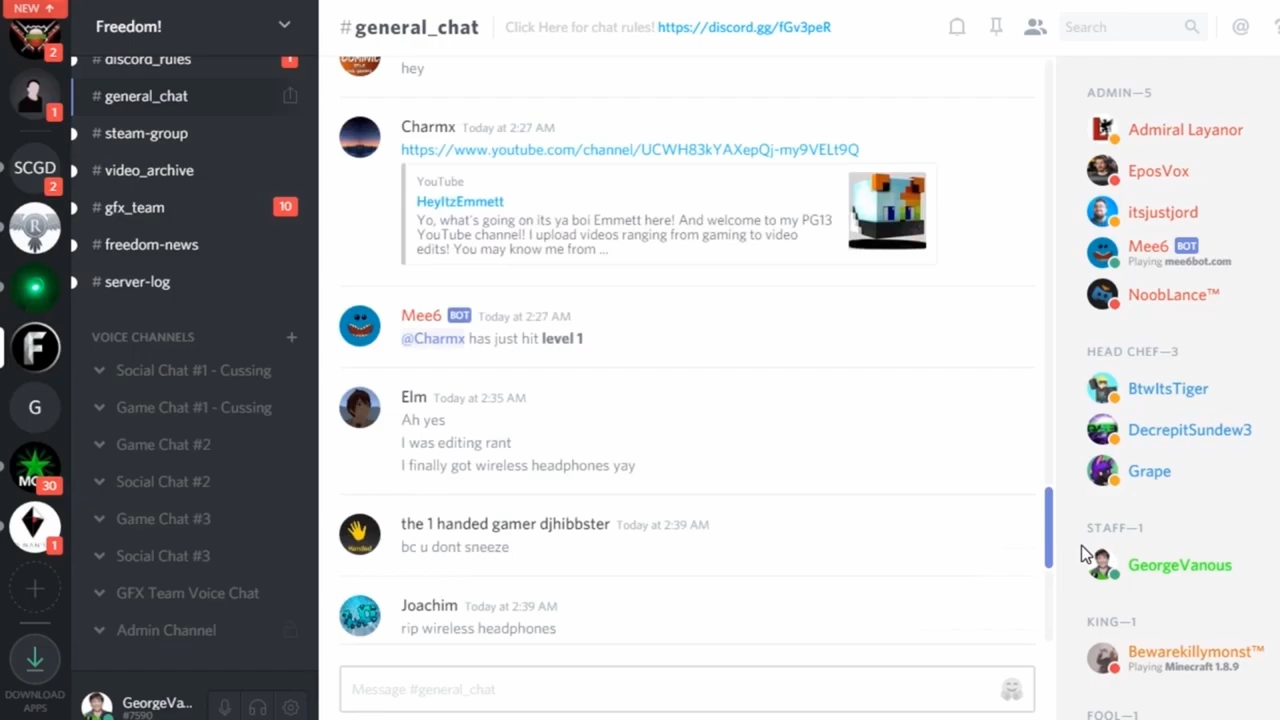 NEW ↑
2
1
SCGD
2
R
F
G
MC
30
1
DOWNLOAD
APPS
Freedom!
# discord_rules
1
# general_chat
# steam-group
# video_archive
# gfx_team
10
# freedom-news
# server-log
VOICE CHANNELS +
Social Chat #1 - Cussing
Game Chat #1 - Cussing
Game Chat #2
Social Chat #2
Game Chat #3
Social Chat #3
GFX Team Voice Chat
Admin Channel
GeorgeVa...
#7590
# general_chat
Click Here for chat rules! https://discord.gg/fGv3peR
Search
@
?
hey
Charmx Today at 2:27 AM
https://www.youtube.com/channel/UCWH83kYAXepQj-my9VELt9Q
YouTube
HeyItzEmmett
Yo, what's going on its ya boi Emmett here! And welcome to my PG13
YouTube channel! I upload videos ranging from gaming to video
edits! You may know me from ...
Mee6 BOT Today at 2:27 AM
@Charmx has just hit level 1
Elm Today at 2:35 AM
Ah yes
I was editing rant
I finally got wireless headphones yay
the 1 handed gamer djhibbster Today at 2:39 AM
bc u dont sneeze
Handed
Joachim Today at 2:39 AM
rip wireless headphones
Message #general_chat
ADMIN—5
Admiral Layanor
EposVox
itsjustjord
Mee6 BOT
Playing mee6bot.com
NoobLance™
HEAD CHEF—3
BtwItsTiger
DecrepitSundew3
Grape
STAFF—1
GeorgeVanous
KING—1
Bewarekillymonst™
Playing Minecraft 1.8.9
FOOL—1